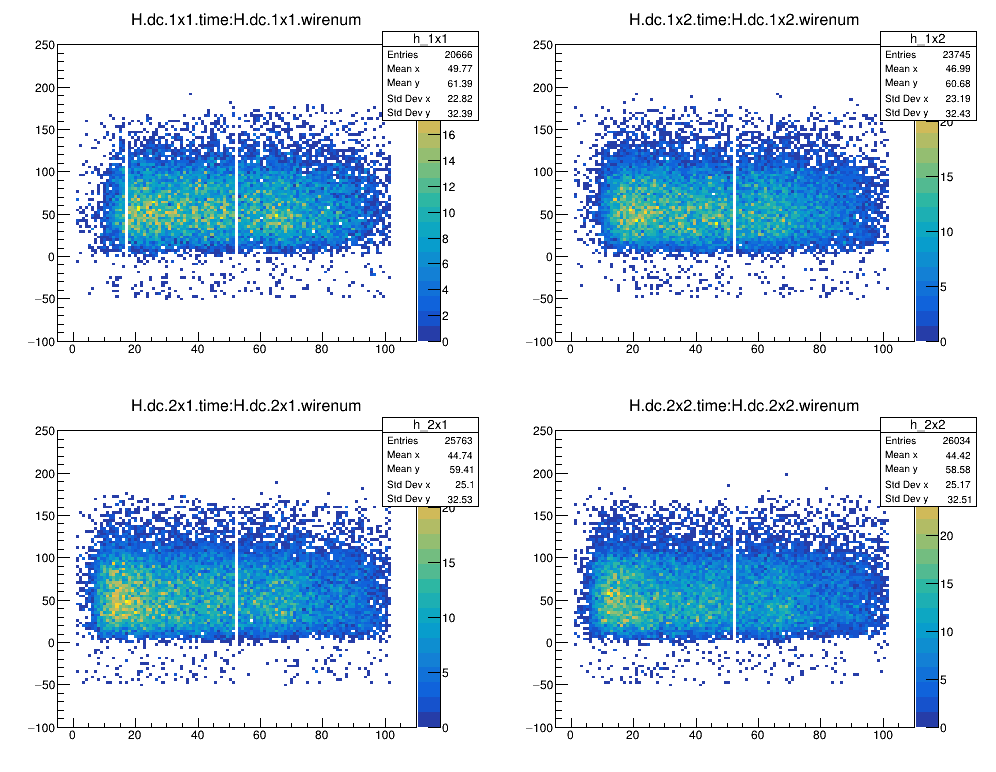 H.dc.1x1.time:H.dc.1x1.wirenum
h_1x1
Entries 20666
Mean x 49.77
Mean y 61.39
Std Dev x 22.82
Std Dev y 32.39
250
200
150
100
50
0
−50
−100
0 20 40 60 80 100
16
14
12
10
8
6
4
2
0
H.dc.1x2.time:H.dc.1x2.wirenum
h_1x2
Entries 23745
Mean x 46.99
Mean y 60.68
Std Dev x 23.19
Std Dev y 32.43
250
200
150
100
50
0
−50
−100
0 20 40 60 80 100
20
15
10
5
0
H.dc.2x1.time:H.dc.2x1.wirenum
h_2x1
Entries 25763
Mean x 44.74
Mean y 59.41
Std Dev x 25.1
Std Dev y 32.53
250
200
150
100
50
0
−50
−100
0 20 40 60 80 100
20
15
10
5
0
H.dc.2x2.time:H.dc.2x2.wirenum
h_2x2
Entries 26034
Mean x 44.42
Mean y 58.58
Std Dev x 25.17
Std Dev y 32.51
250
200
150
100
50
0
−50
−100
0 20 40 60 80 100
20
15
10
5
0